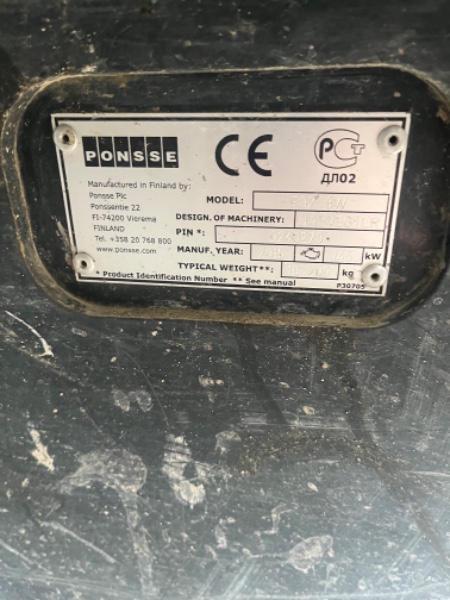 PONSSE
CE
PCT
ДЛ02
Manufactured in Finland by:
Ponsse Plc
Ponssentie 22
FI-74200 Vieremä
FINLAND
Tel. +358 20 768 800
www.ponsse.com
MODEL:
DESIGN. OF MACHINERY:
PIN *:
MANUF. YEAR: kW
TYPICAL WEIGHT**: kg
* Product Identification Number ** See manual
P30705